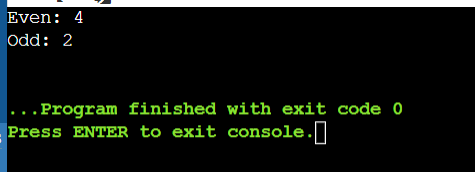 Even: 4
Odd: 2
...Program finished with exit code 0
Press ENTER to exit console.